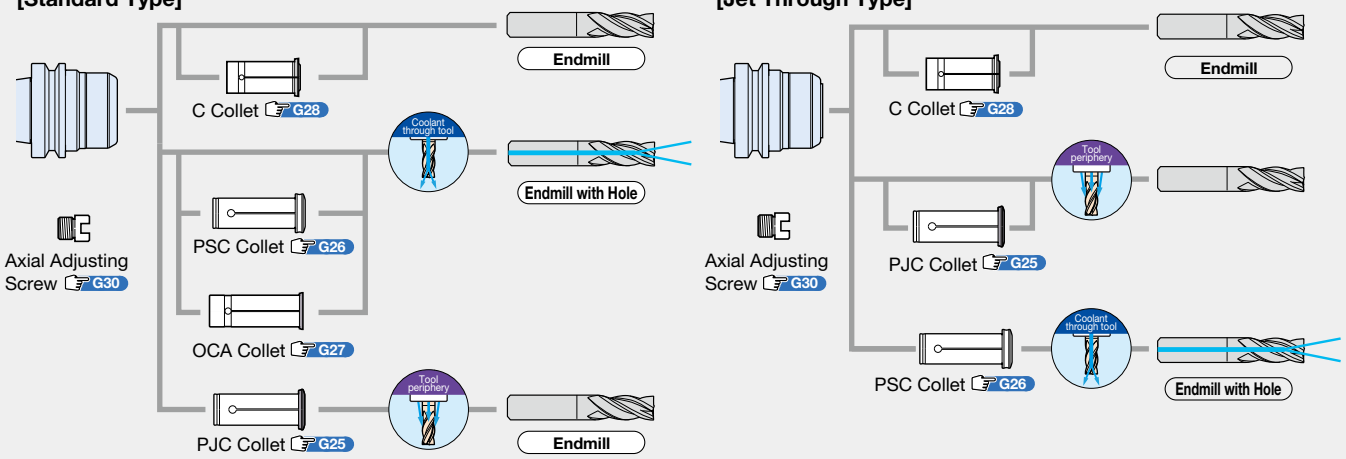 [Standard Type]
Endmill
C Collet G28
Coolant
through tool
Endmill with Hole
PSC Collet G26
Axial Adjusting
Screw G30
OCA Collet G27
Tool
periphery
PJC Collet G25
Endmill
[Jet Through Type]
Endmill
C Collet G28
Tool
periphery
Axial Adjusting
Screw G30
PJC Collet G25
Coolant
through tool
PSC Collet G26
Endmill with Hole